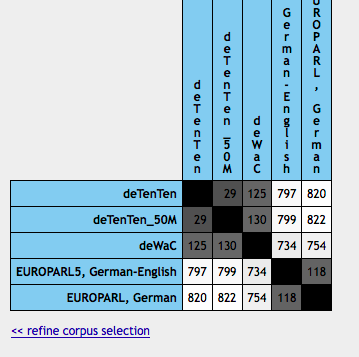 deTenTen
deTenTen_50M
deWaC
German-English
UROPARL, German
deTenTen 29 125 797 820
deTenTen_50M 29 130 799 822
deWaC 125 130 734 754
EUROPARL5, German-English 797 799 734 118
EUROPARL, German 820 822 754 118
<< refine corpus selection